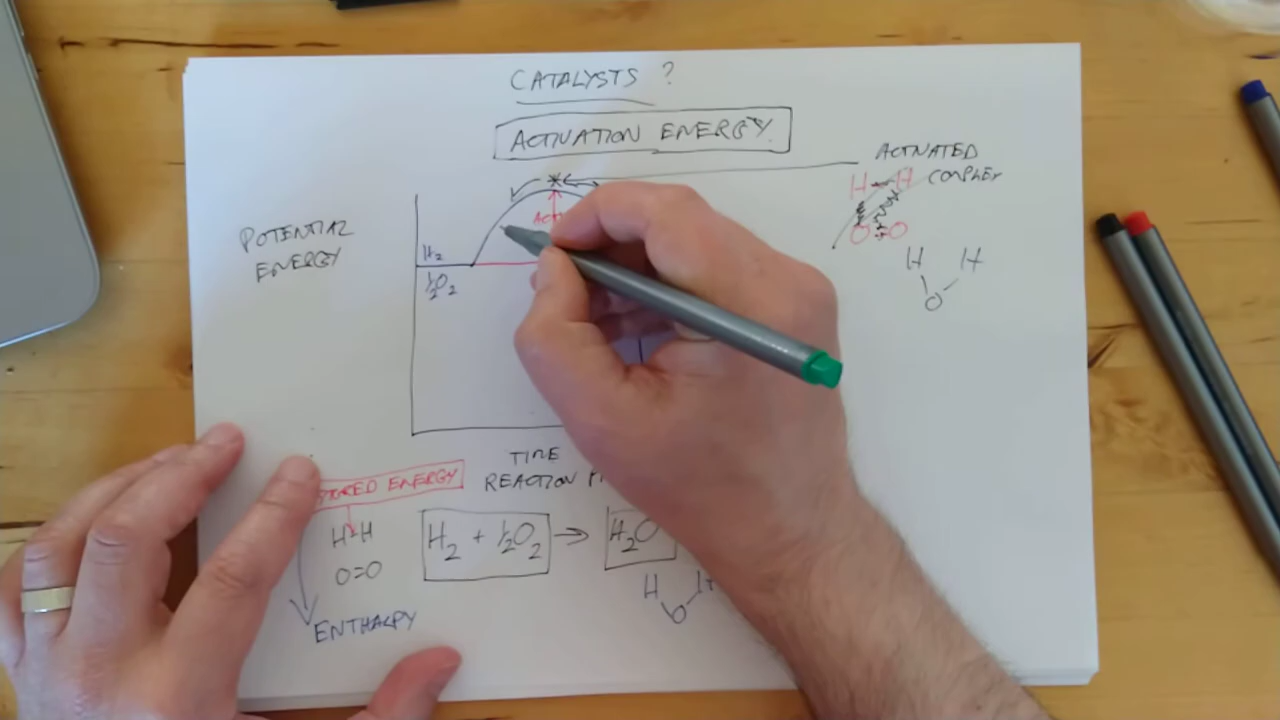 CATALYSTS ?
ACTIVATION ENERGY
ACTIVATED
COMPLEX
H H
O O
H H
O
POTENTIAL
ENERGY
*
H₂
½O₂
TIME
REACTION
STORED ENERGY
H-H
O=O
ENTHALPY
H₂ + ½O₂ → H₂O
H H
O